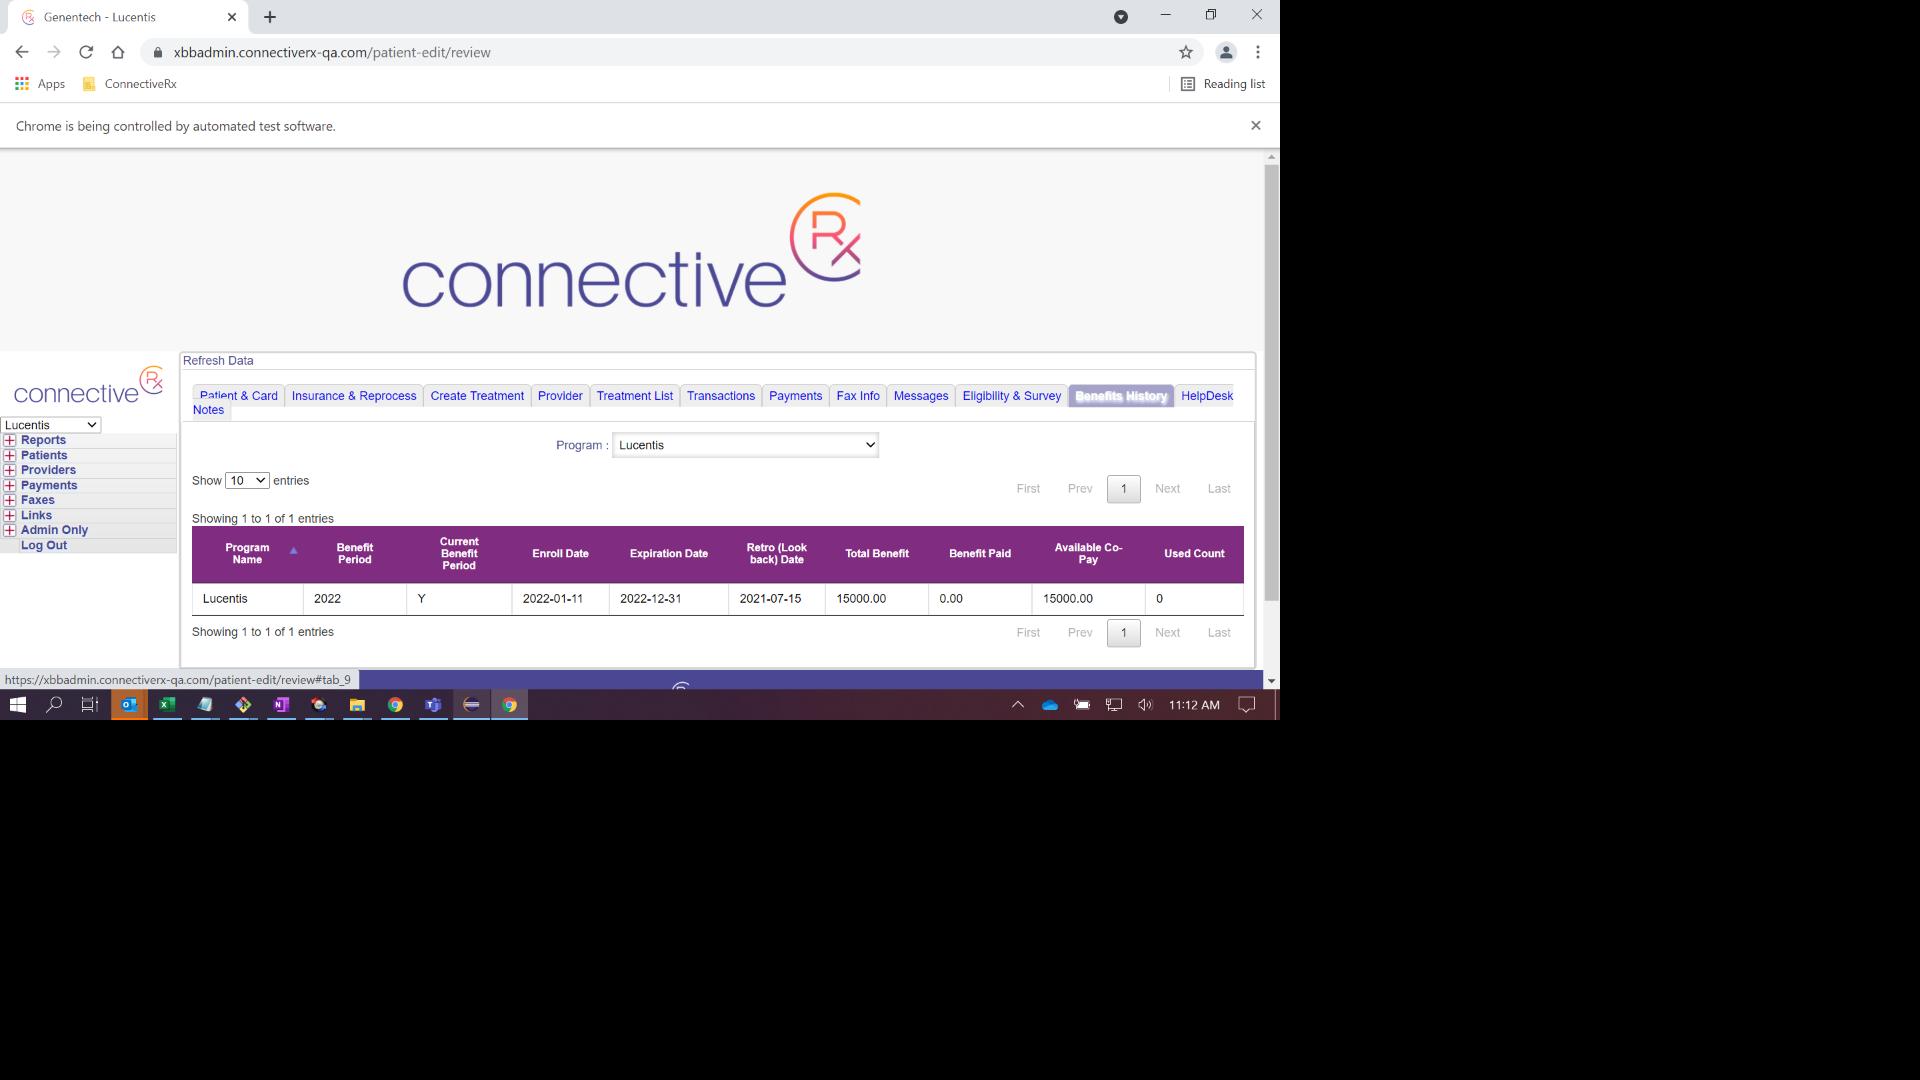 Genentech - Lucentis
xbbadmin.connectiverx-qa.com/patient-edit/review
Apps ConnectiveRx Reading list
Chrome is being controlled by automated test software.
connective Rx
connective Rx
Lucentis
Reports
Patients
Providers
Payments
Faxes
Links
Admin Only
Log Out
Refresh Data
Patient & Card Insurance & Reprocess Create Treatment Provider Treatment List Transactions Payments Fax Info Messages Eligibility & Survey Benefits History HelpDesk
Notes
Program : Lucentis
Show 10 entries
First Prev 1 Next Last
Showing 1 to 1 of 1 entries
Program Name Benefit Period Current Benefit Period Enroll Date Expiration Date Retro (Look back) Date Total Benefit Benefit Paid Available Co-Pay Used Count
Lucentis 2022 Y 2022-01-11 2022-12-31 2021-07-15 15000.00 0.00 15000.00 0
Showing 1 to 1 of 1 entries
First Prev 1 Next Last
https://xbbadmin.connectiverx-qa.com/patient-edit/review#tab_9
11:12 AM